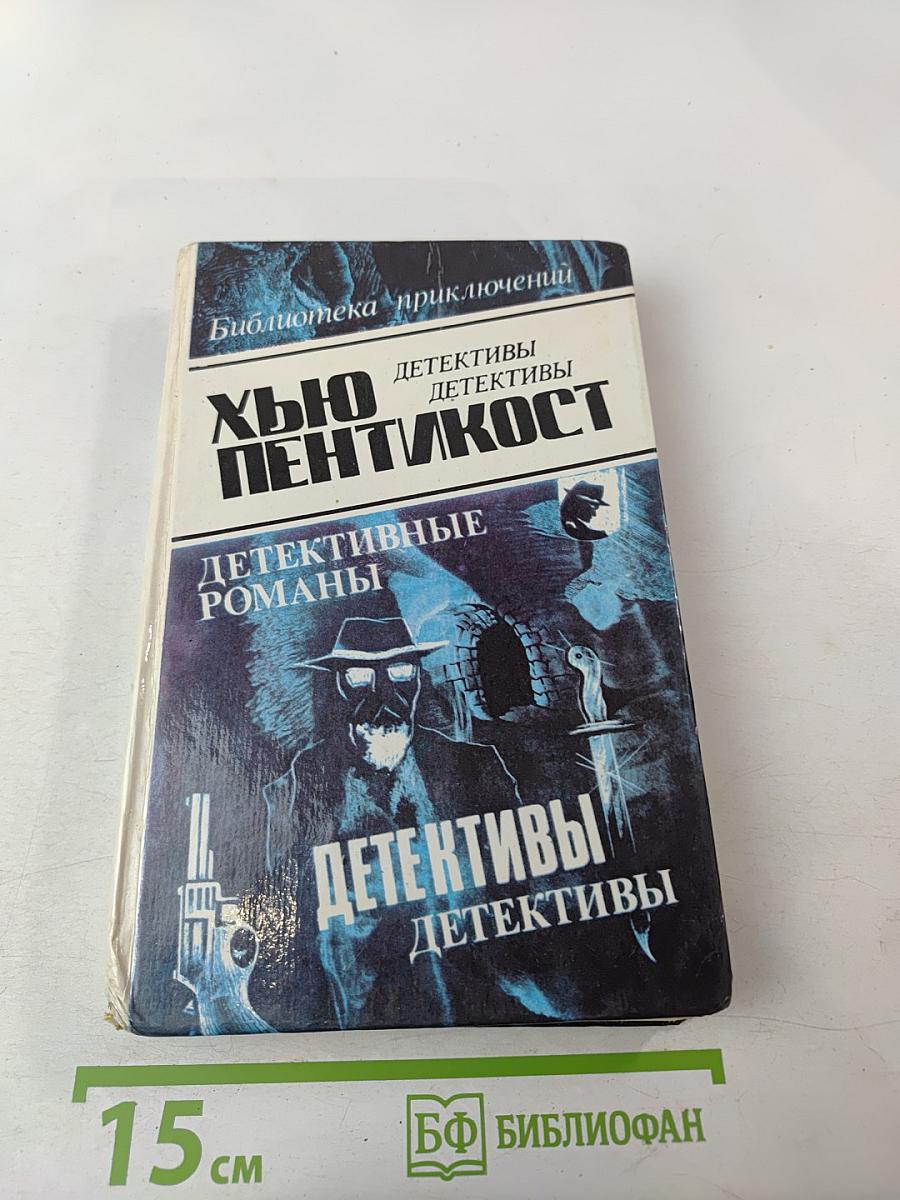 Библиотека приключений
ДЕТЕКТИВЫ
ДЕТЕКТИВЫ
ХЬЮ
ПЕНТИКОСТ
ДЕТЕКТИВНЫЕ
РОМАНЫ
ДЕТЕКТИВЫ
ДЕТЕКТИВЫ
15 см
БФ БИБЛИОФАН